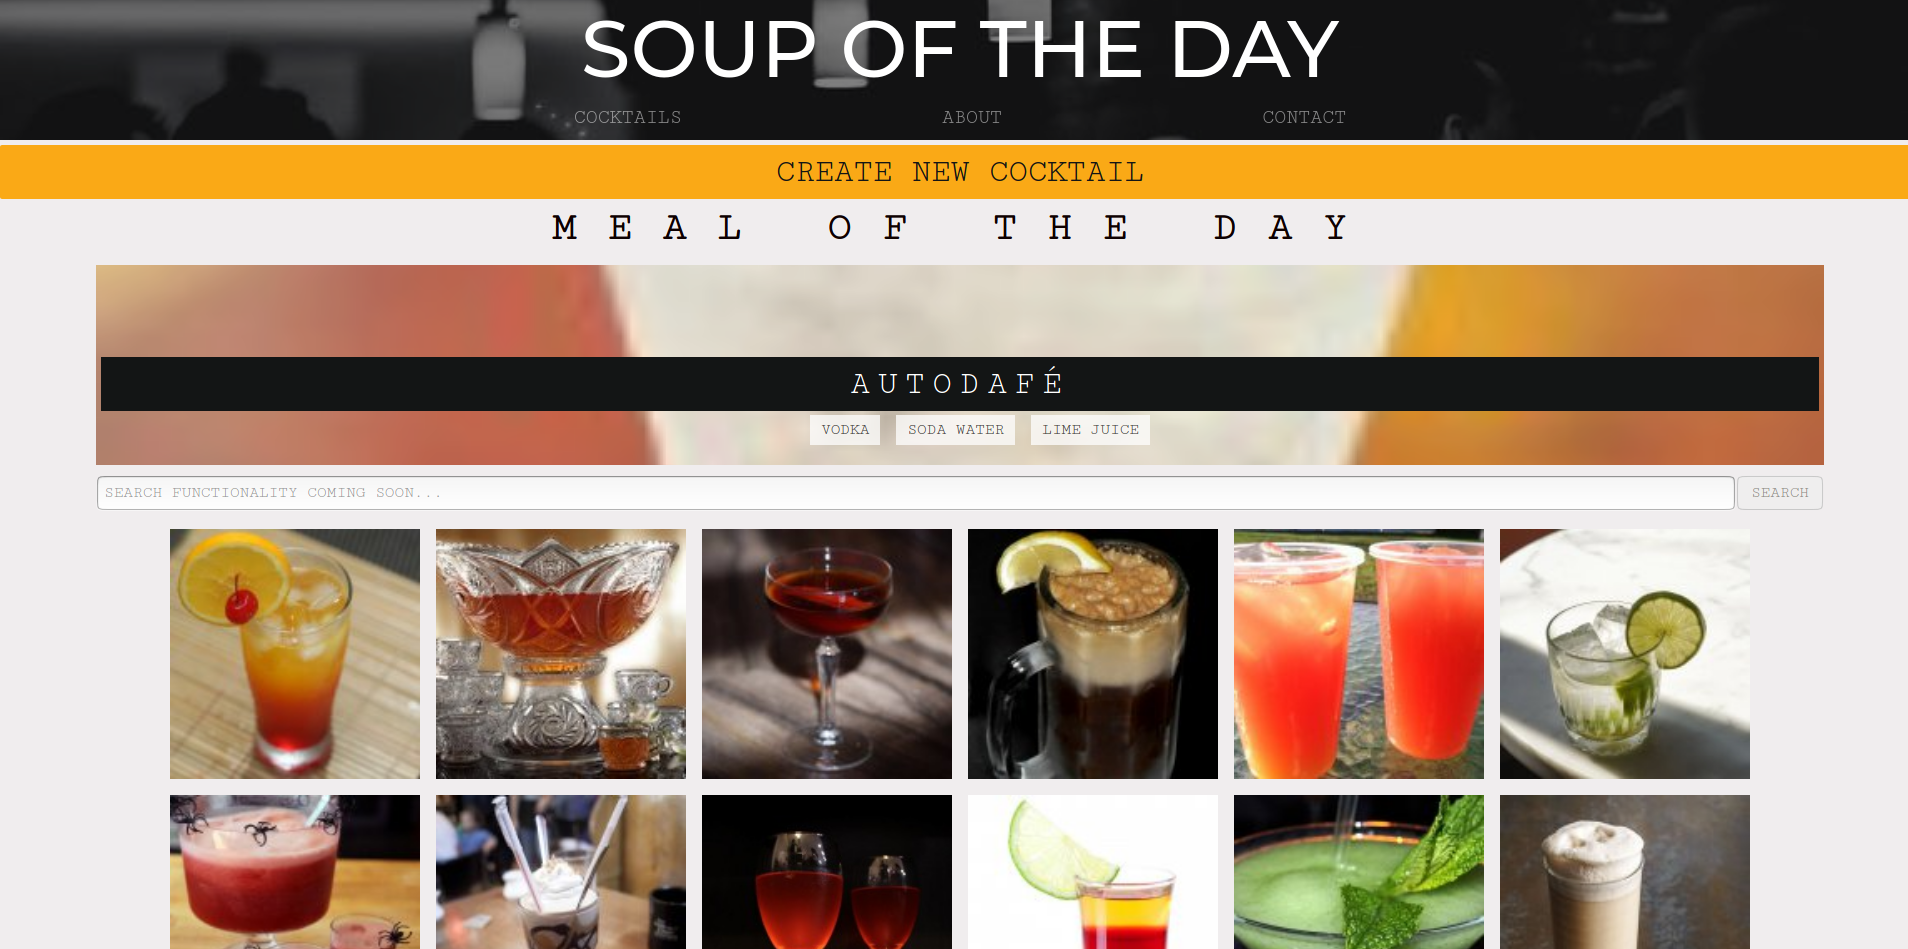 SOUP OF THE DAY
COCKTAILS ABOUT CONTACT
CREATE NEW COCKTAIL
MEAL OF THE DAY
AUTODAFÉ
VODKA SODA WATER LIME JUICE
SEARCH FUNCTIONALITY COMING SOON... SEARCH